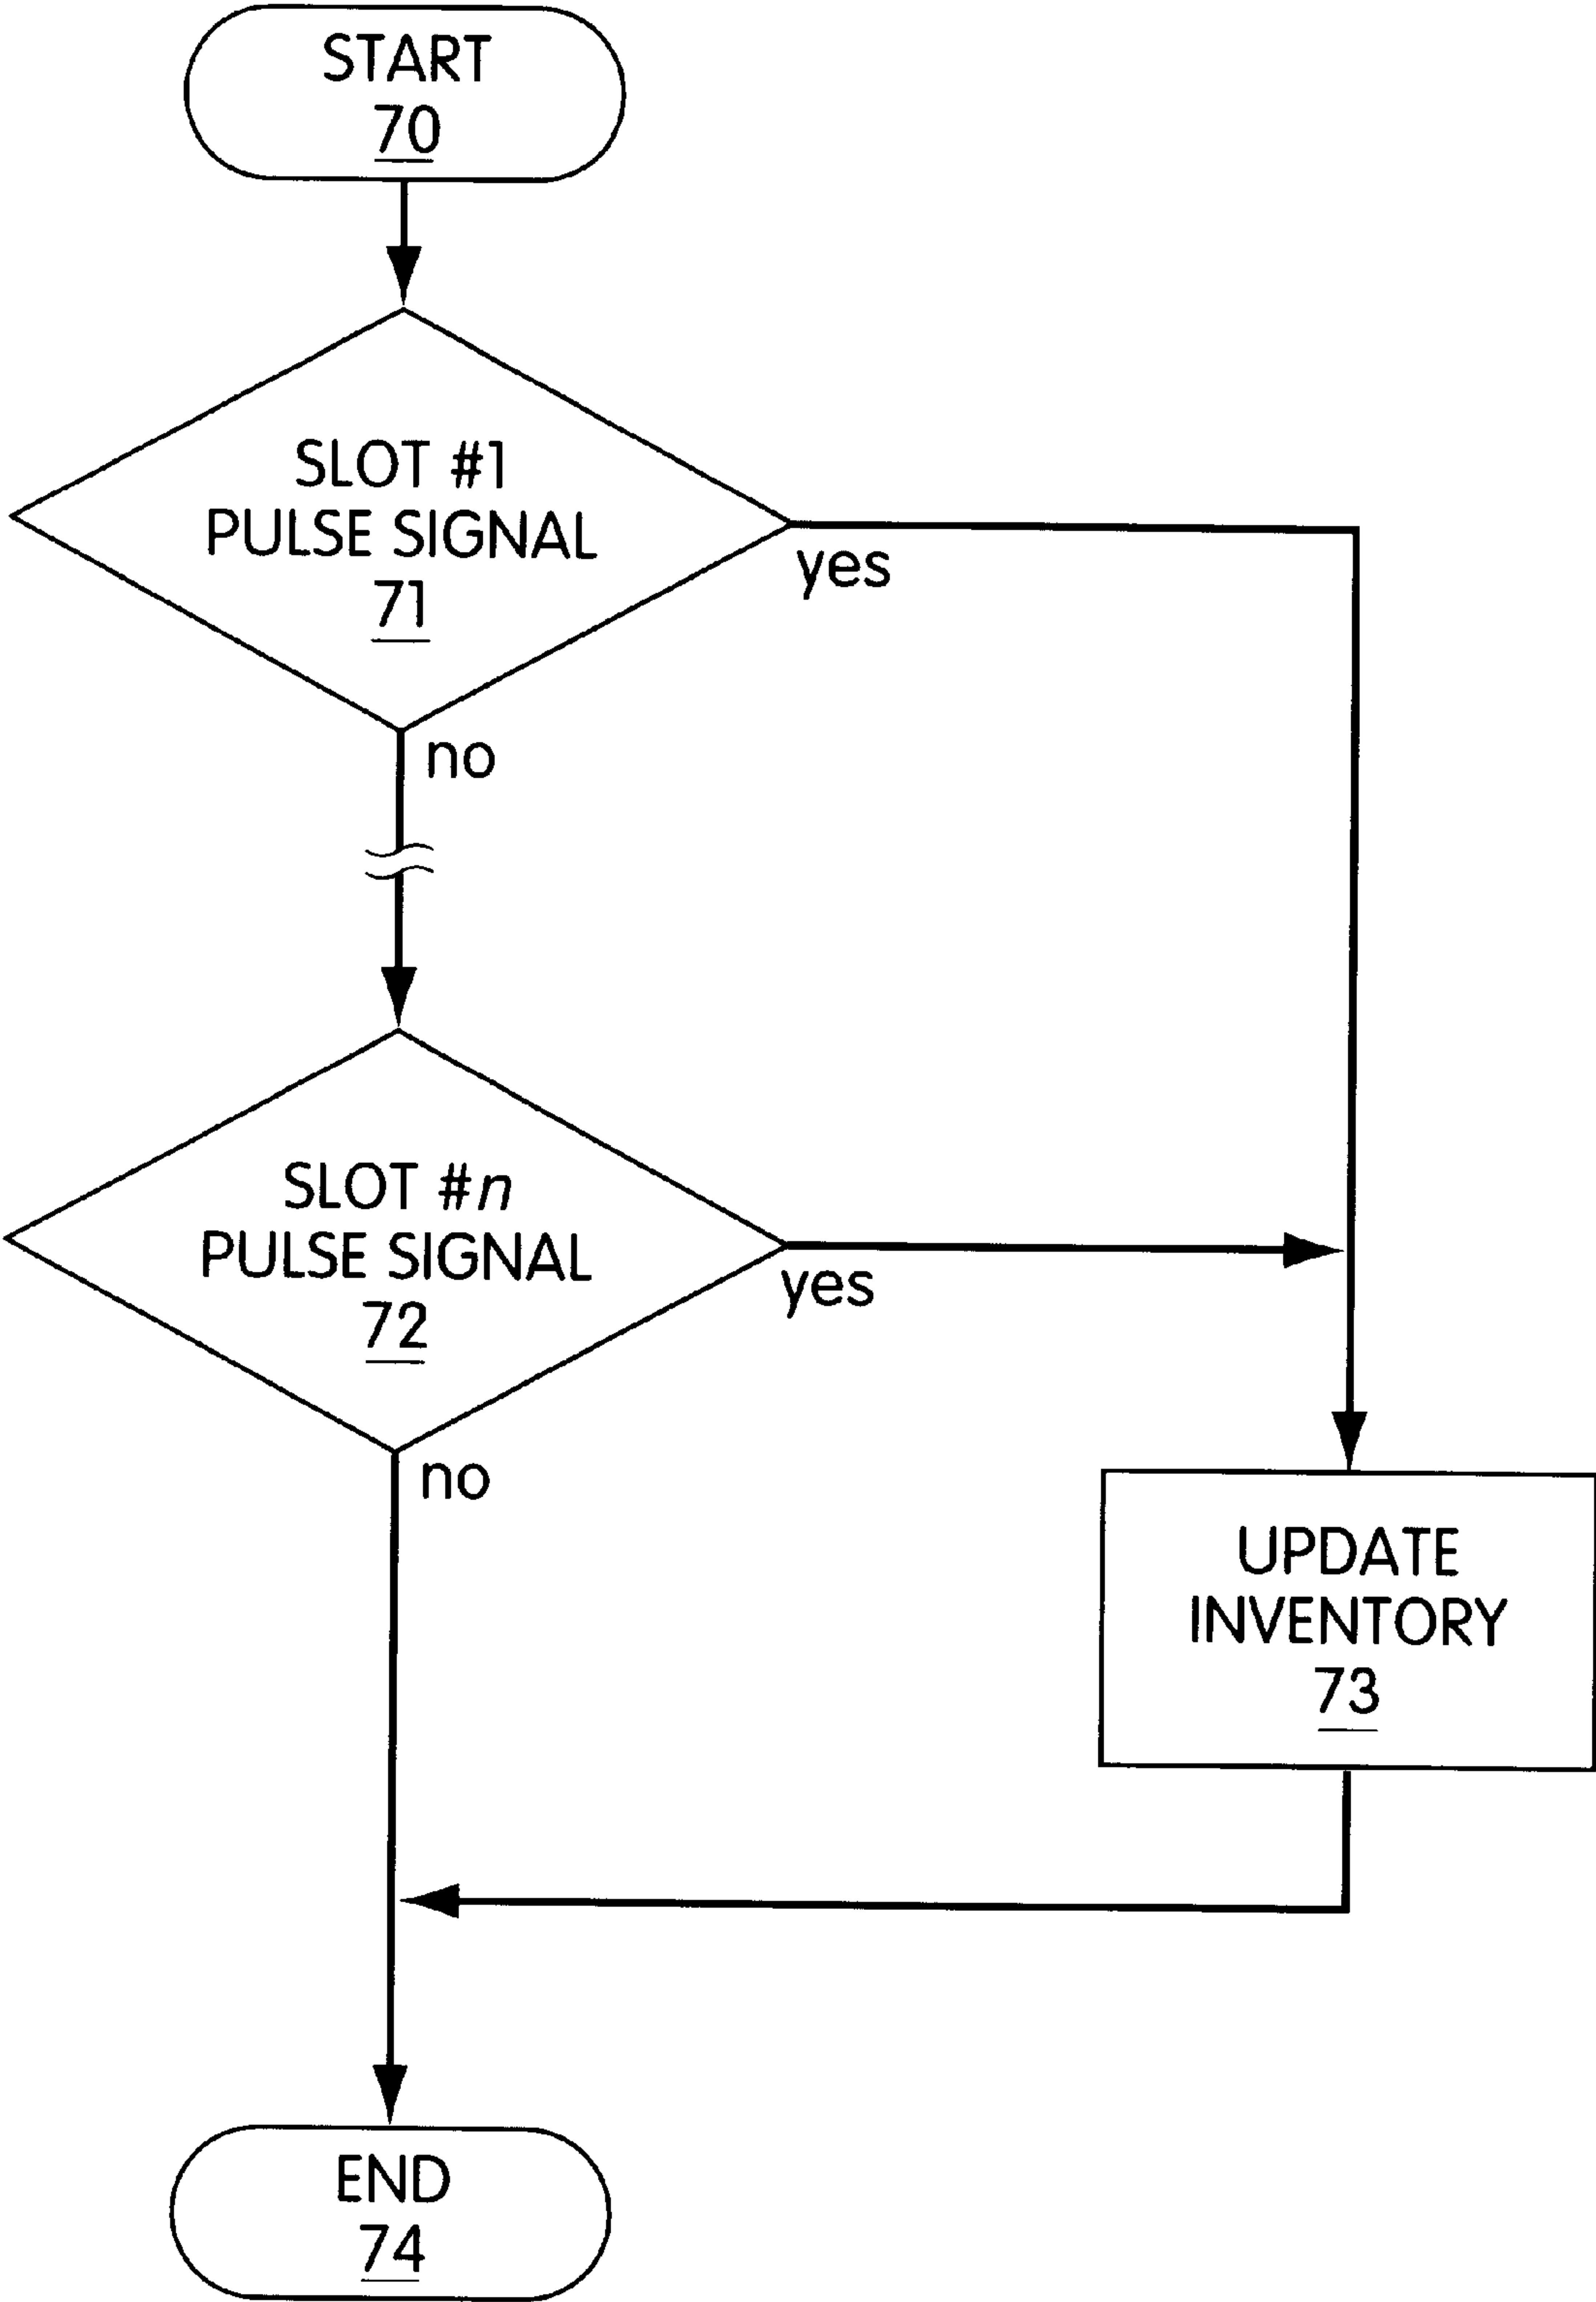 START
70
SLOT #1
PULSE SIGNAL
71
yes
no
SLOT #n
PULSE SIGNAL
72
yes
no
UPDATE
INVENTORY
73
END
74